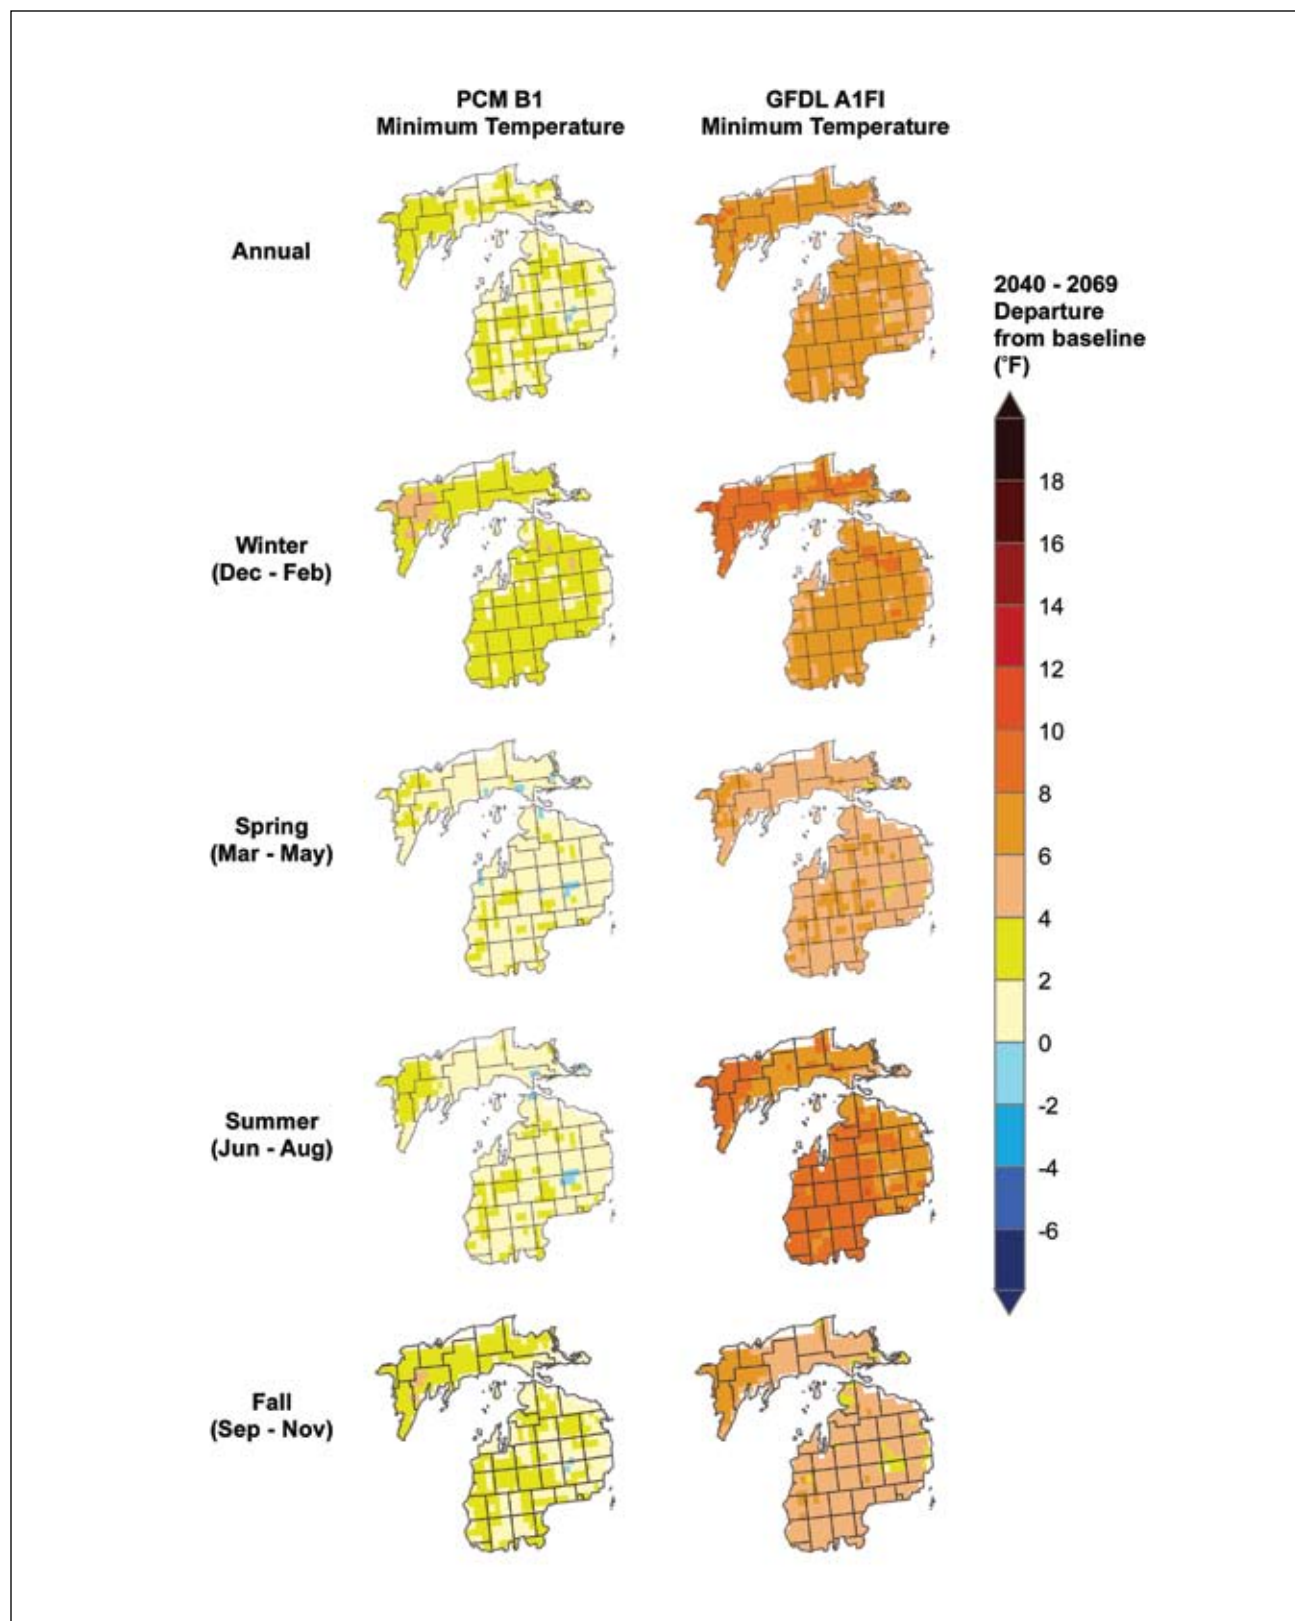 PCM B1
Minimum Temperature
GFDL A1FI
Minimum Temperature
Annual
2040 - 2069
Departure
from baseline
(°F)
18
16
14
12
10
8
6
4
2
0
-2
-4
-6
Winter
(Dec - Feb)
Spring
(Mar - May)
Summer
(Jun - Aug)
Fall
(Sep - Nov)